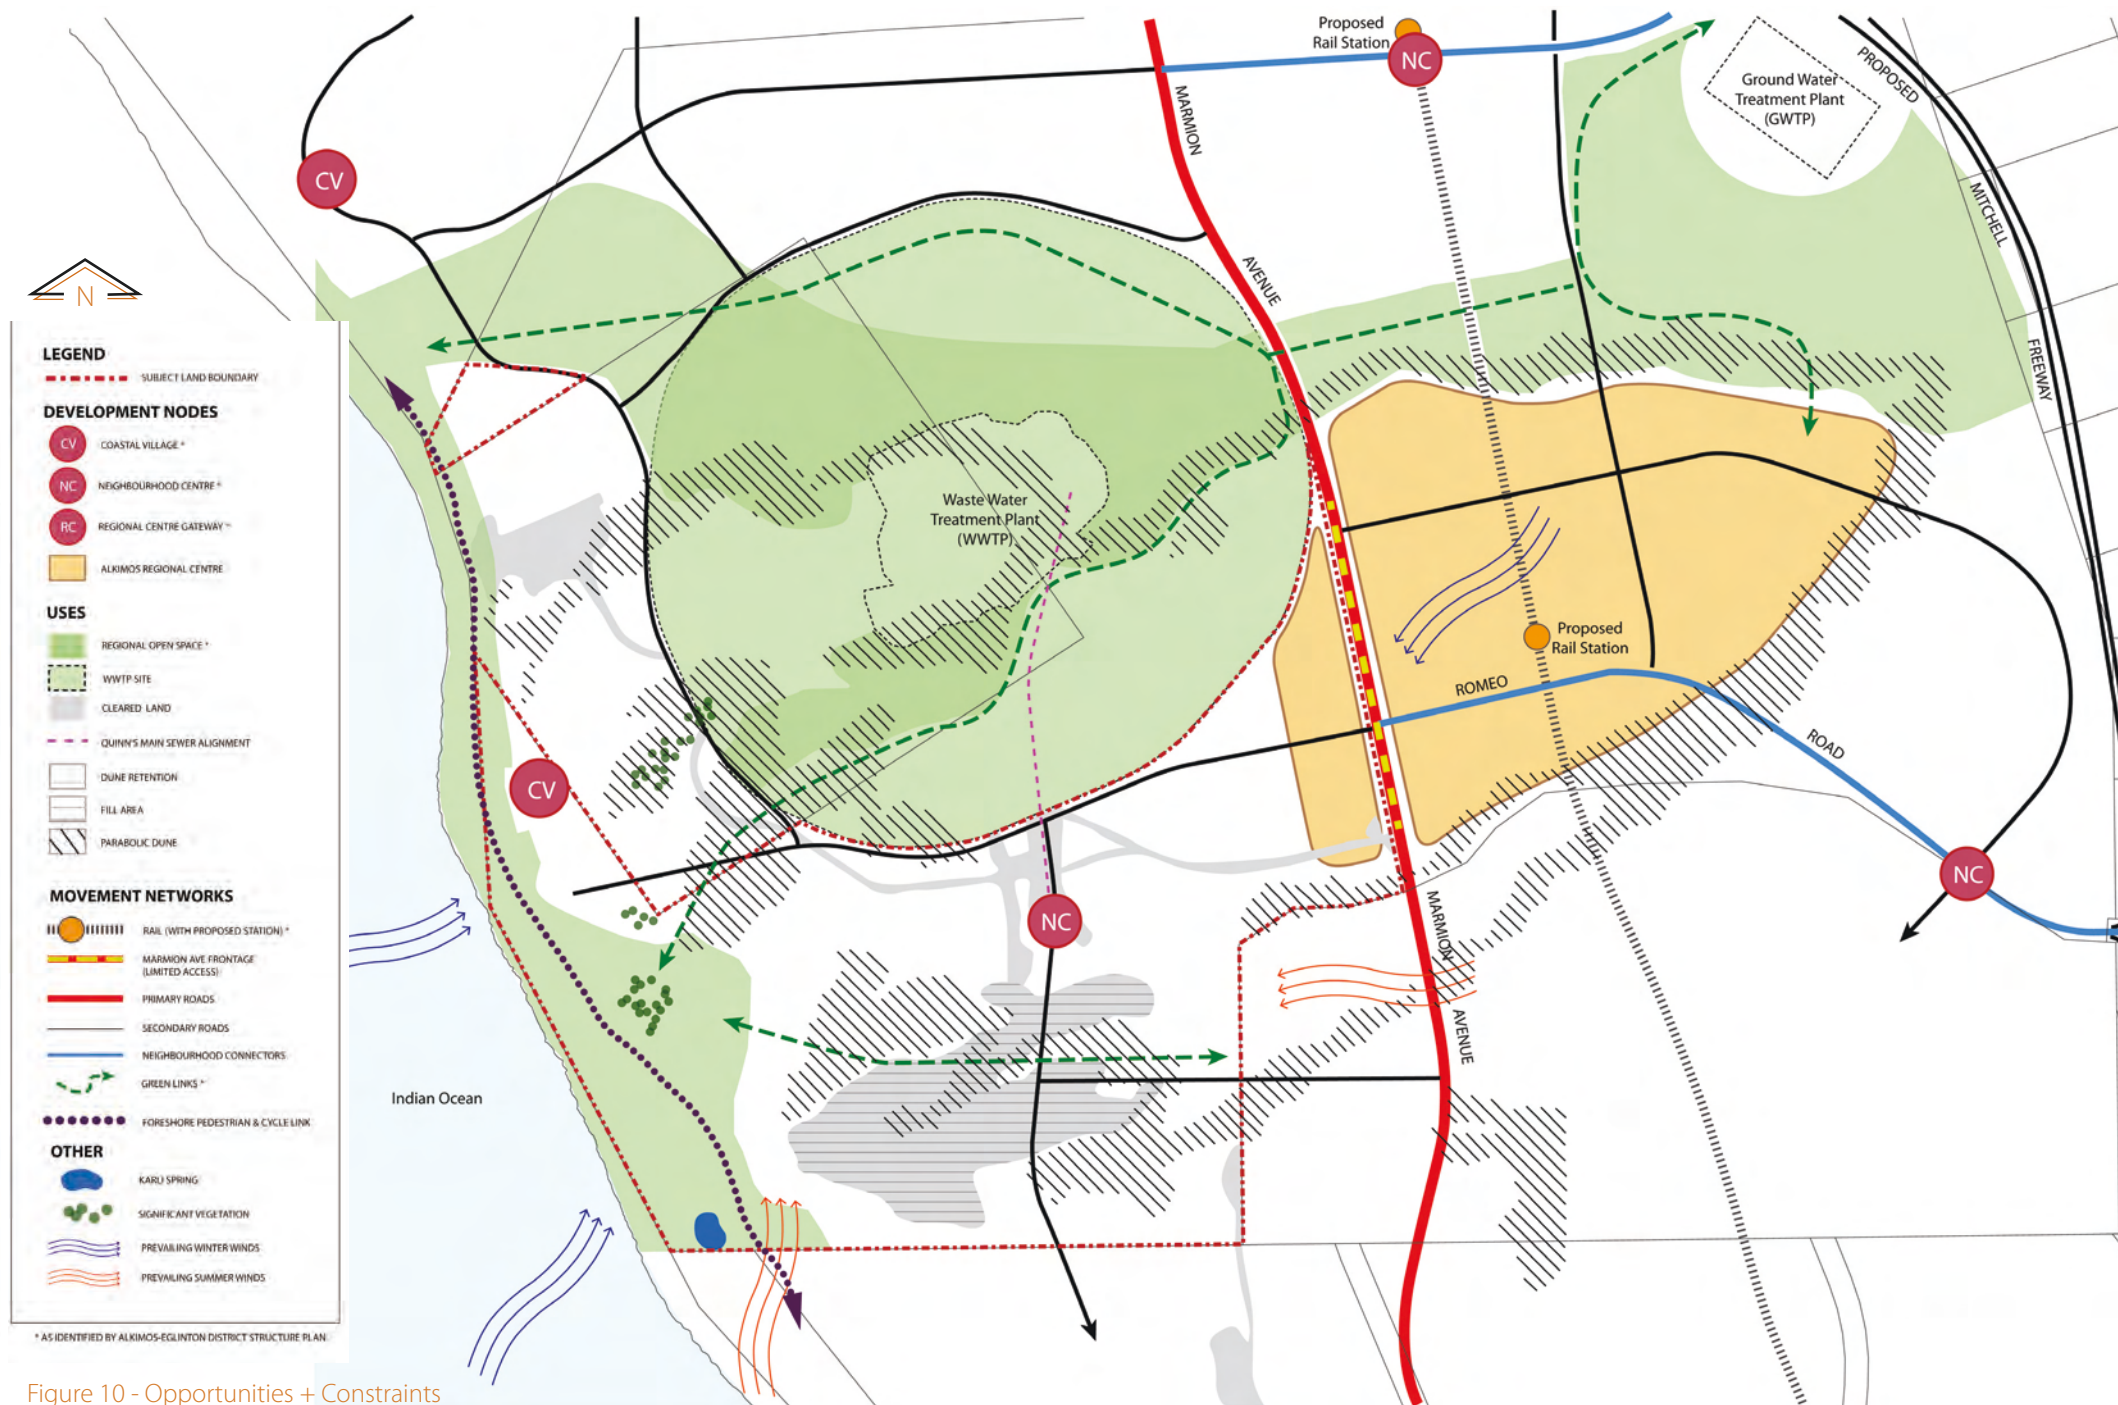 N
LEGEND
SUBJECT LAND BOUNDARY
DEVELOPMENT NODES
CV COASTAL VILLAGE *
NC NEIGHBOURHOOD CENTRE *
RC REGIONAL CENTRE GATEWAY *
ALKIMOS REGIONAL CENTRE
USES
REGIONAL OPEN SPACE *
WWTP SITE
CLEARED LAND
QUINN'S MAIN SEWER ALIGNMENT
DUNE RETENTION
FILL AREA
PARABOLIC DUNE
MOVEMENT NETWORKS
RAIL (WITH PROPOSED STATION) *
MARMION AVE FRONTAGE
(LIMITED ACCESS)
PRIMARY ROADS
SECONDARY ROADS
NEIGHBOURHOOD CONNECTORS
GREEN LINKS *
FORESHORE PEDESTRIAN & CYCLE LINK
OTHER
KARLI SPRING
SIGNIFICANT VEGETATION
PREVAILING WINTER WINDS
PREVAILING SUMMER WINDS
* AS IDENTIFIED BY ALKIMOS-EGLINTON DISTRICT STRUCTURE PLAN
Figure 10 - Opportunities + Constraints
Proposed
Rail Station
NC
CV
MARMION
AVENUE
Ground Water
Treatment Plant
(GWTP)
PROPOSED
MITCHELL
FREEWAY
Waste Water
Treatment Plant
(WWTP)
Proposed
Rail Station
ROMEO
ROAD
CV
NC
NC
MARMION
AVENUE
Indian Ocean